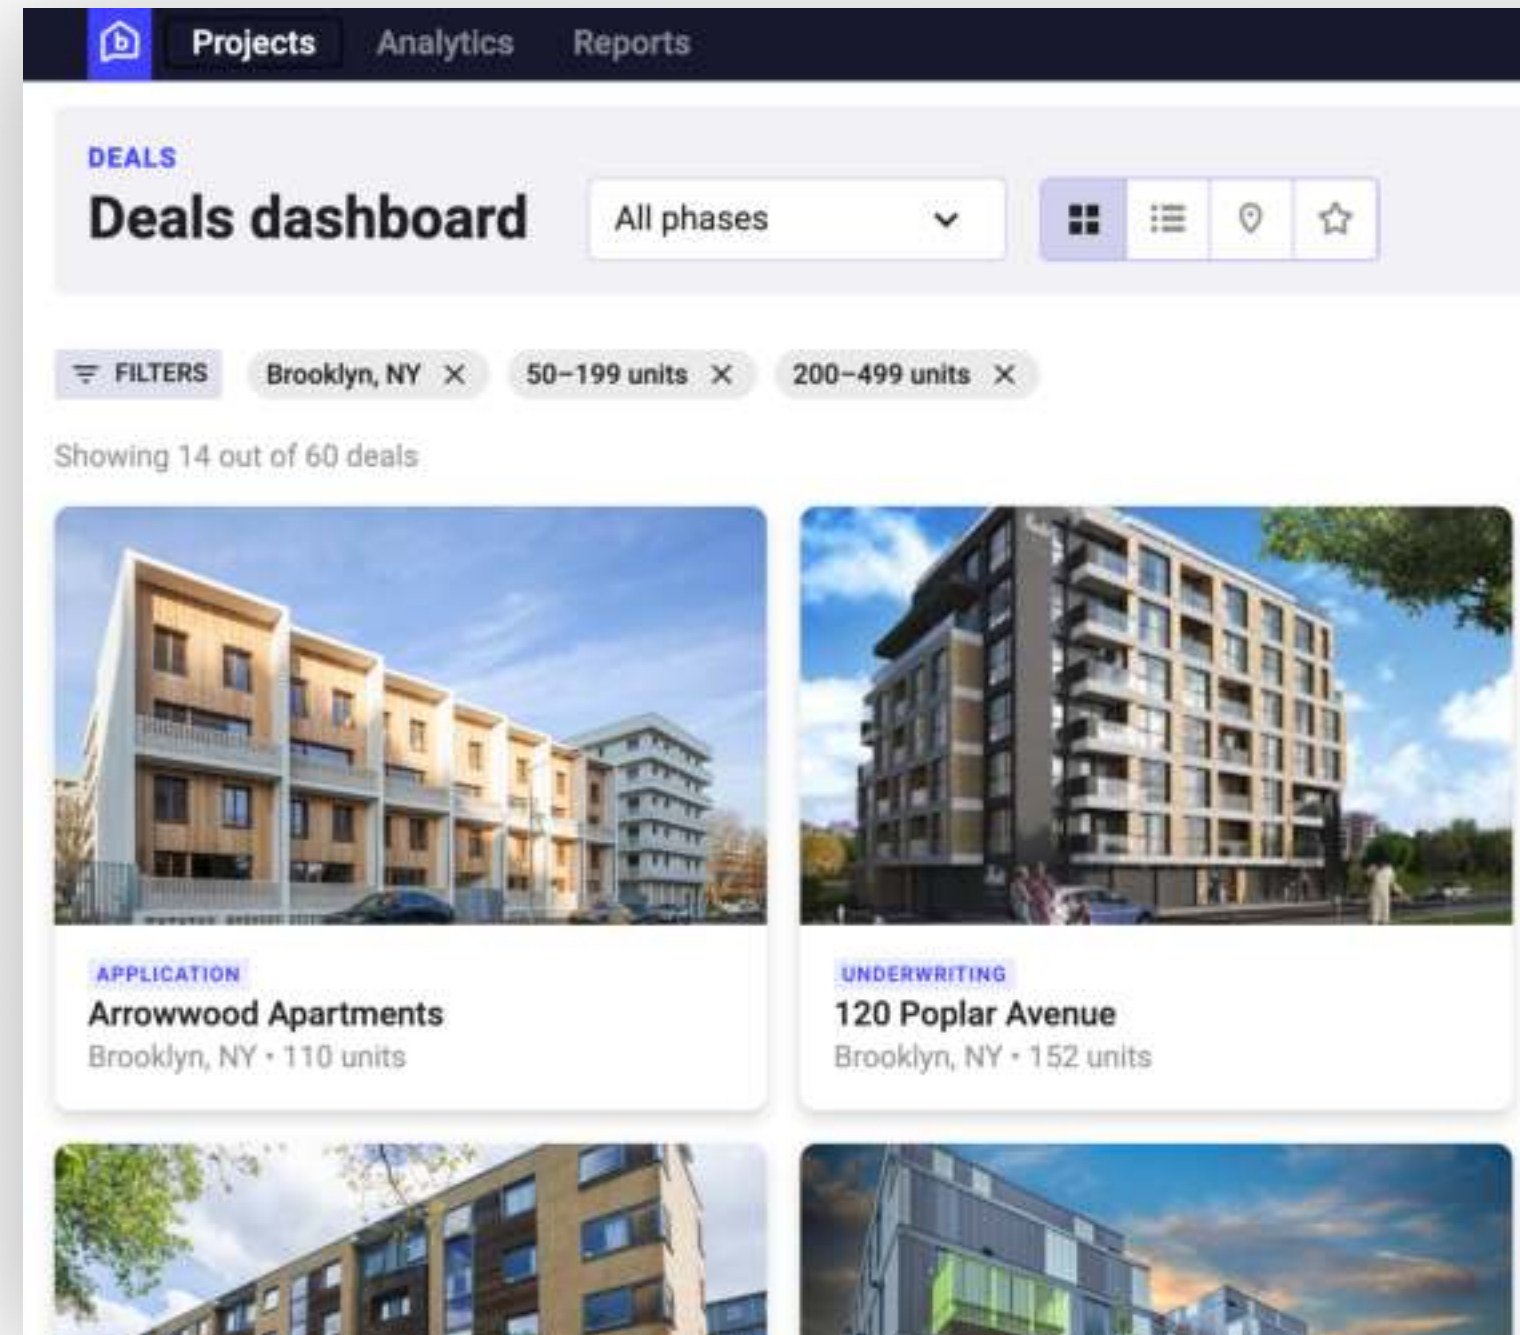 b Projects Analytics Reports
DEALS
Deals dashboard All phases
FILTERS Brooklyn, NY 50–199 units 200–499 units
Showing 14 out of 60 deals
APPLICATION
Arrowwood Apartments
Brooklyn, NY • 110 units
UNDERWRITING
120 Poplar Avenue
Brooklyn, NY • 152 units